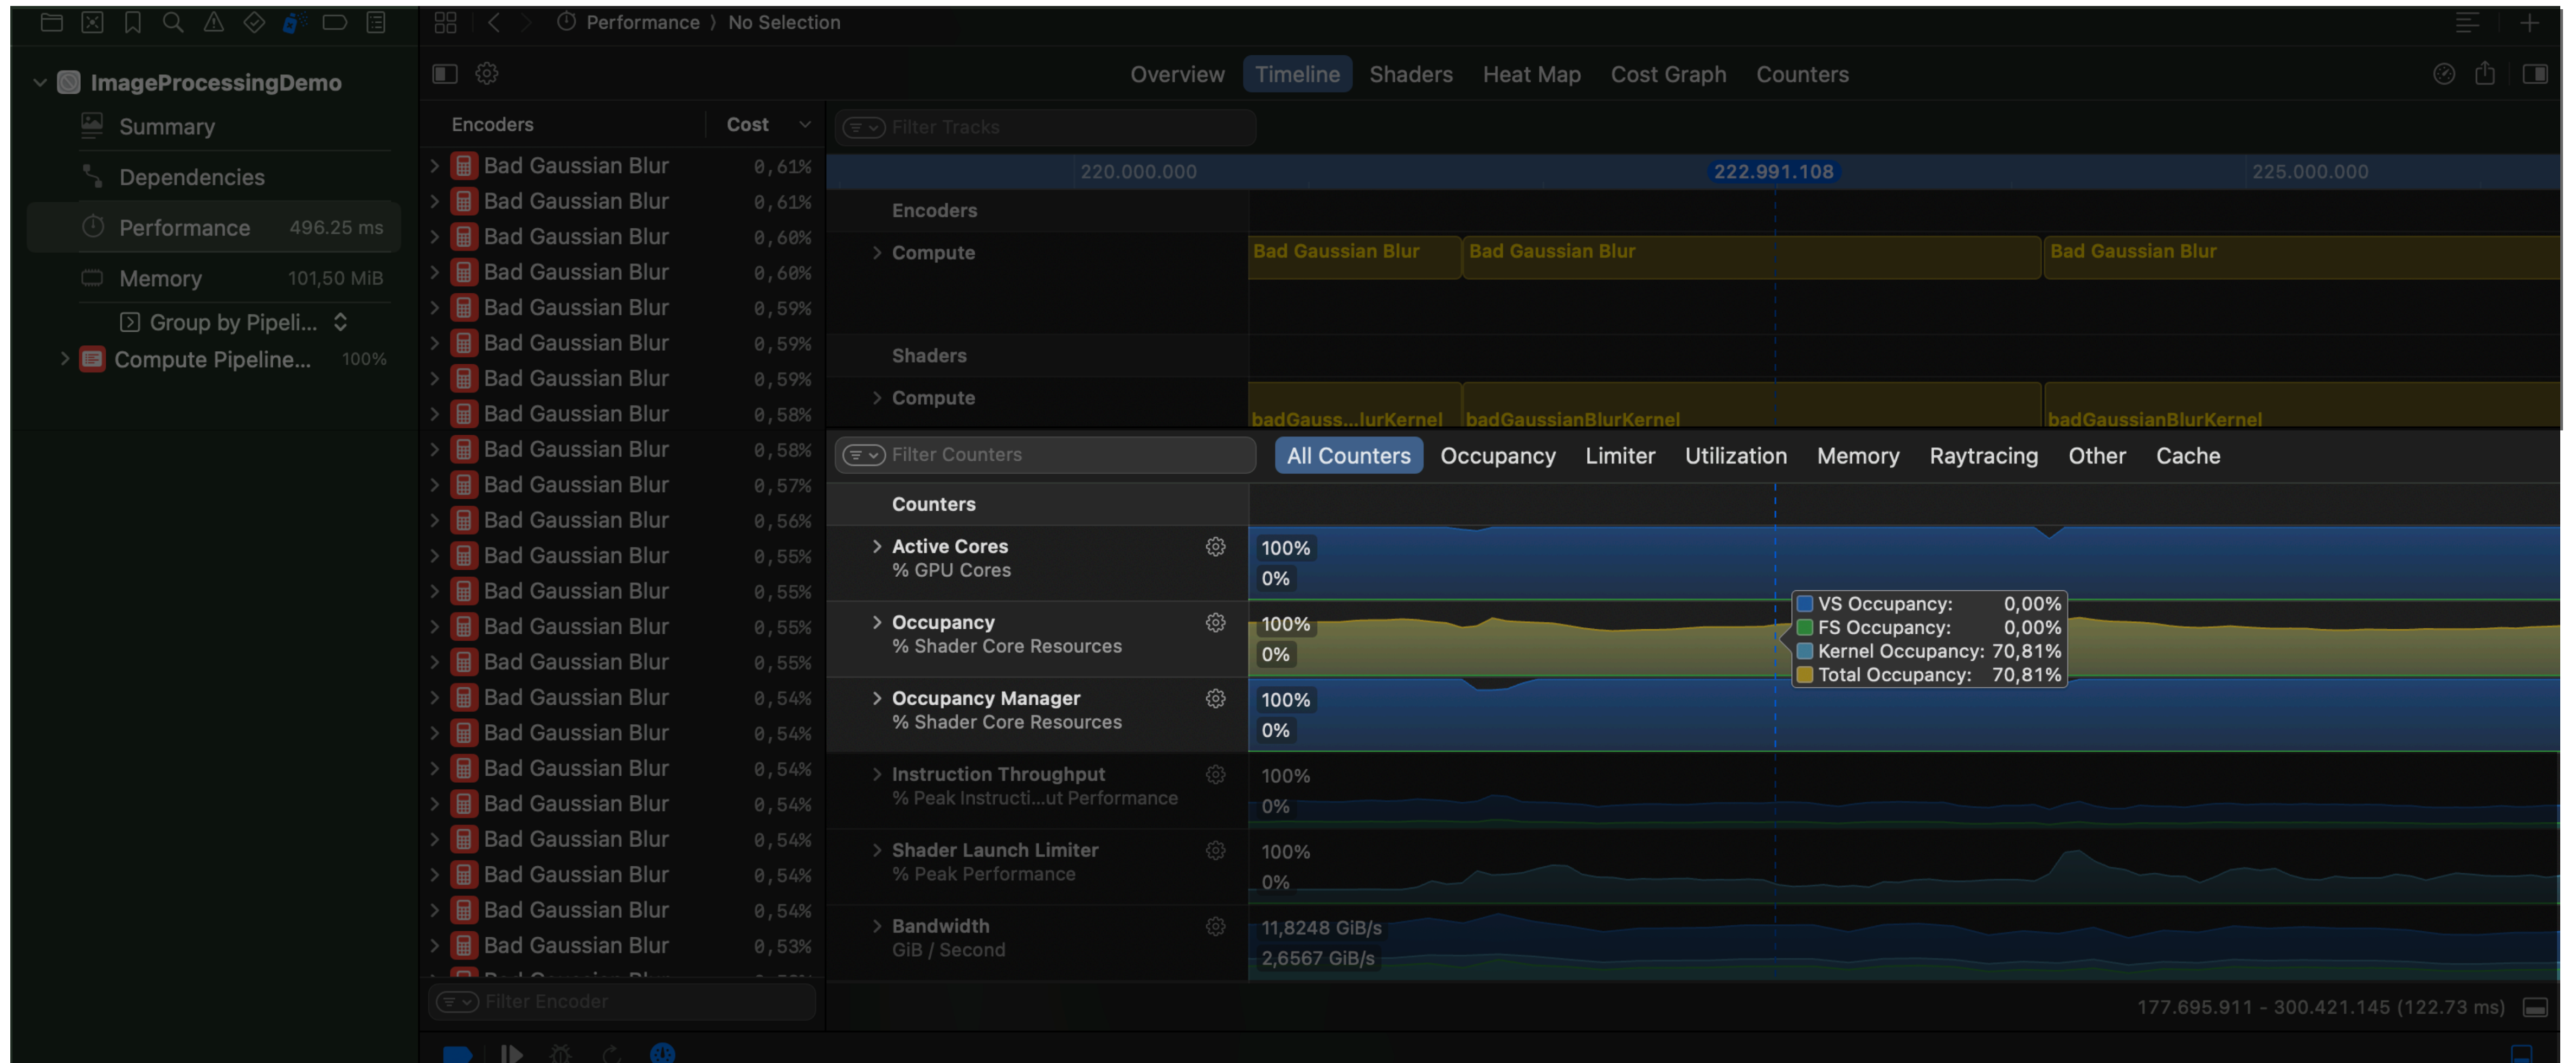 Performance 〉 No Selection
ImageProcessingDemo
Summary
Dependencies
Performance 496.25 ms
Memory 101,50 MiB
Group by Pipeli...
Compute Pipeline... 100%
Overview Timeline Shaders Heat Map Cost Graph Counters
Encoders Cost
Bad Gaussian Blur 0,61%
Bad Gaussian Blur 0,61%
Bad Gaussian Blur 0,60%
Bad Gaussian Blur 0,60%
Bad Gaussian Blur 0,59%
Bad Gaussian Blur 0,59%
Bad Gaussian Blur 0,59%
Bad Gaussian Blur 0,58%
Bad Gaussian Blur 0,58%
Bad Gaussian Blur 0,57%
Bad Gaussian Blur 0,56%
Bad Gaussian Blur 0,55%
Bad Gaussian Blur 0,55%
Bad Gaussian Blur 0,55%
Bad Gaussian Blur 0,55%
Bad Gaussian Blur 0,54%
Bad Gaussian Blur 0,54%
Bad Gaussian Blur 0,54%
Bad Gaussian Blur 0,54%
Bad Gaussian Blur 0,54%
Bad Gaussian Blur 0,54%
Bad Gaussian Blur 0,54%
Bad Gaussian Blur 0,53%
Filter Encoder
Filter Tracks
220.000.000 222.991.108 225.000.000
Encoders
Compute
Bad Gaussian Blur Bad Gaussian Blur Bad Gaussian Blur
Shaders
Compute
badGauss...lurKernel badGaussianBlurKernel badGaussianBlurKernel
Filter Counters
All Counters Occupancy Limiter Utilization Memory Raytracing Other Cache
Counters
Active Cores
% GPU Cores
100%
0%
Occupancy
% Shader Core Resources
100%
0%
VS Occupancy: 0,00%
FS Occupancy: 0,00%
Kernel Occupancy: 70,81%
Total Occupancy: 70,81%
Occupancy Manager
% Shader Core Resources
100%
0%
Instruction Throughput
% Peak Instructi...ut Performance
100%
0%
Shader Launch Limiter
% Peak Performance
100%
0%
Bandwidth
GiB / Second
11,8248 GiB/s
2,6567 GiB/s
177.695.911 - 300.421.145 (122.73 ms)